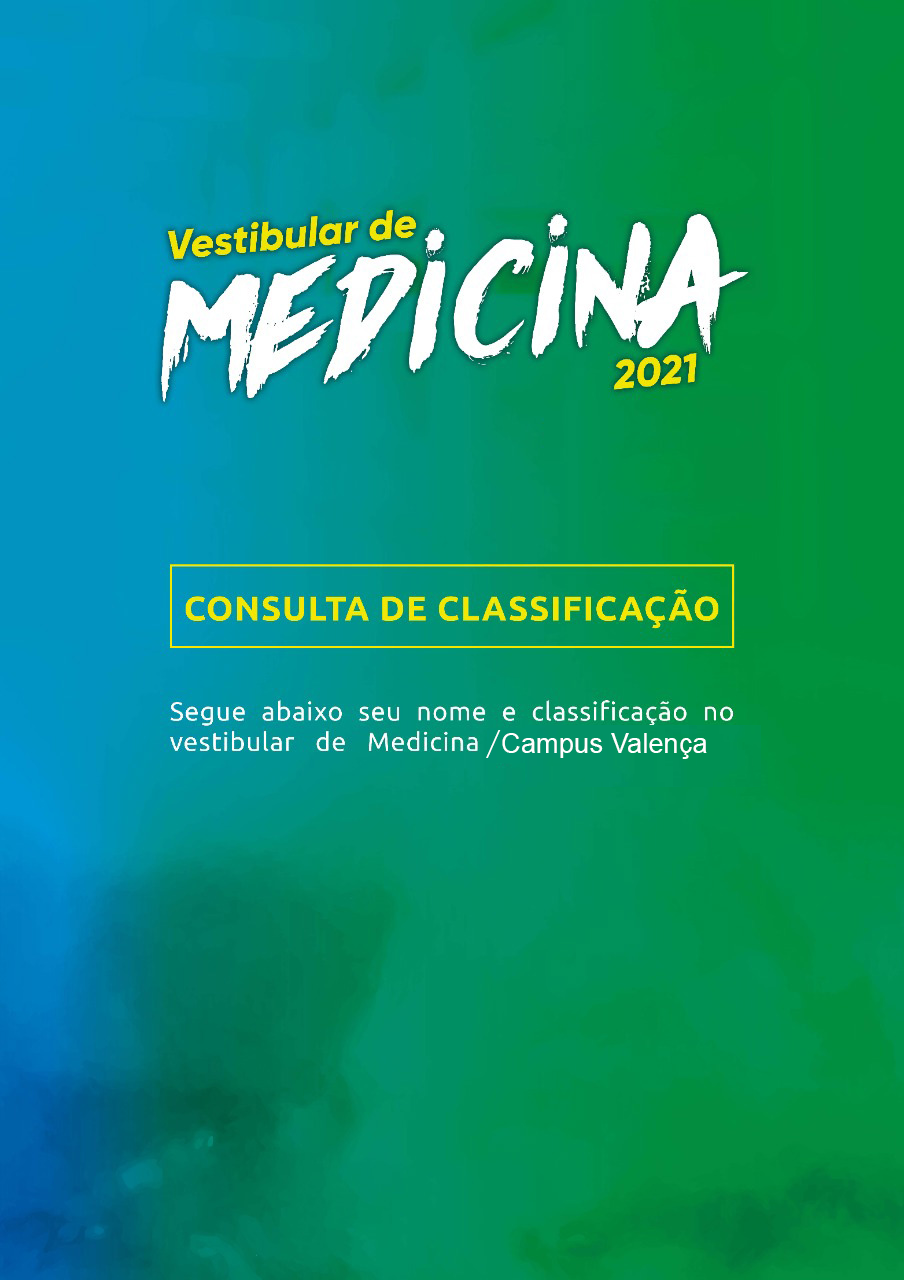 Vestibular de
MEDICINA
2021
CONSULTA DE CLASSIFICAÇÃO
Segue abaixo seu nome e classificação no
vestibular de Medicina /Campus Valença